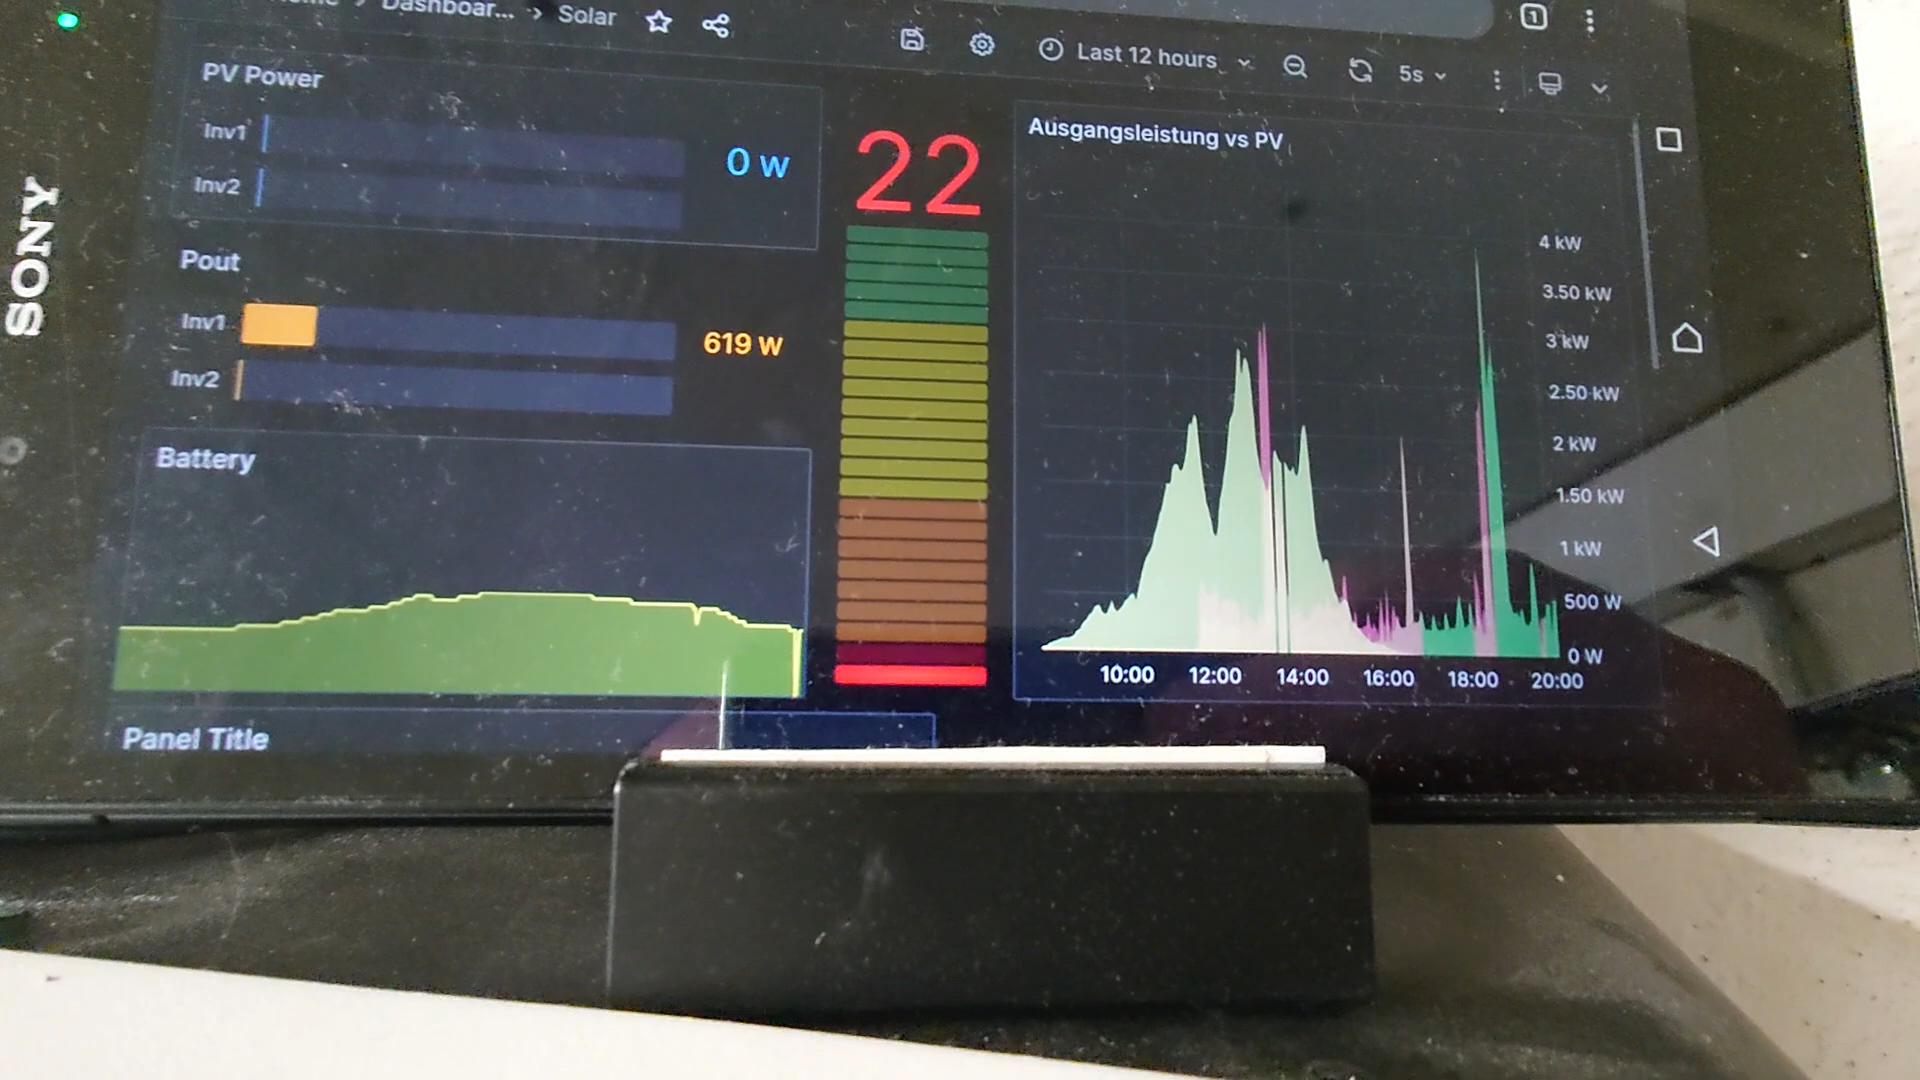 Dashboar... > Solar
Last 12 hours
5s
SONY
PV Power
Inv1
Inv2
0 W
Pout
Inv1
Inv2
619 W
Battery
Panel Title
22
Ausgangsleistung vs PV
4 kW
3.50 kW
3 kW
2.50 kW
2 kW
1.50 kW
1 kW
500 W
0 W
10:00 12:00 14:00 16:00 18:00 20:00
1